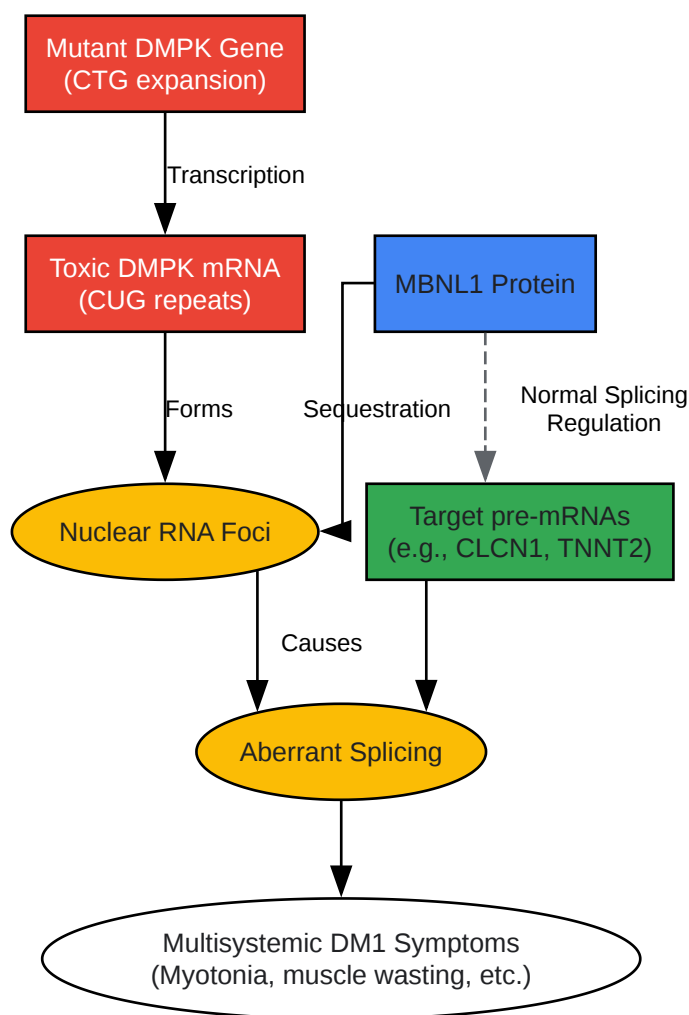 Mutant DMPK Gene
(CTG expansion)
Transcription
Toxic DMPK mRNA
(CUG repeats)
MBNL1 Protein
Forms
Sequestration
Normal Splicing
Regulation
Nuclear RNA Foci
Target pre-mRNAs
(e.g., CLCN1, TNNT2)
Causes
Aberrant Splicing
Multisystemic DM1 Symptoms
(Myotonia, muscle wasting, etc.)